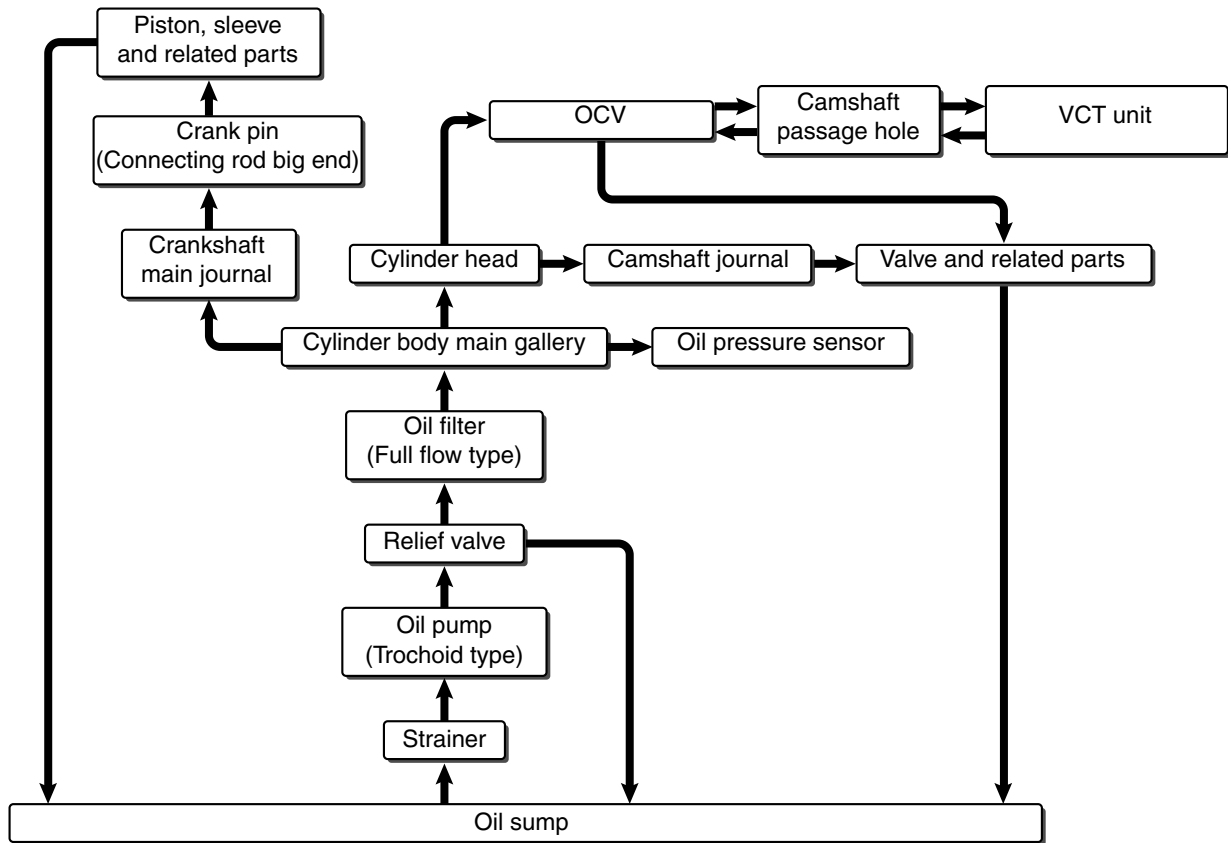 Piston, sleeve
and related parts
Crank pin
(Connecting rod big end)
Crankshaft
main journal
OCV
Camshaft
passage hole
VCT unit
Cylinder head
Camshaft journal
Valve and related parts
Cylinder body main gallery
Oil pressure sensor
Oil filter
(Full flow type)
Relief valve
Oil pump
(Trochoid type)
Strainer
Oil sump